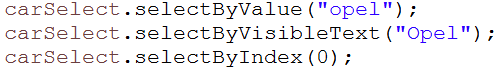 carSelect.selectByValue("opel");
carSelect.selectByVisibleText("Opel");
carSelect.selectByIndex(0);